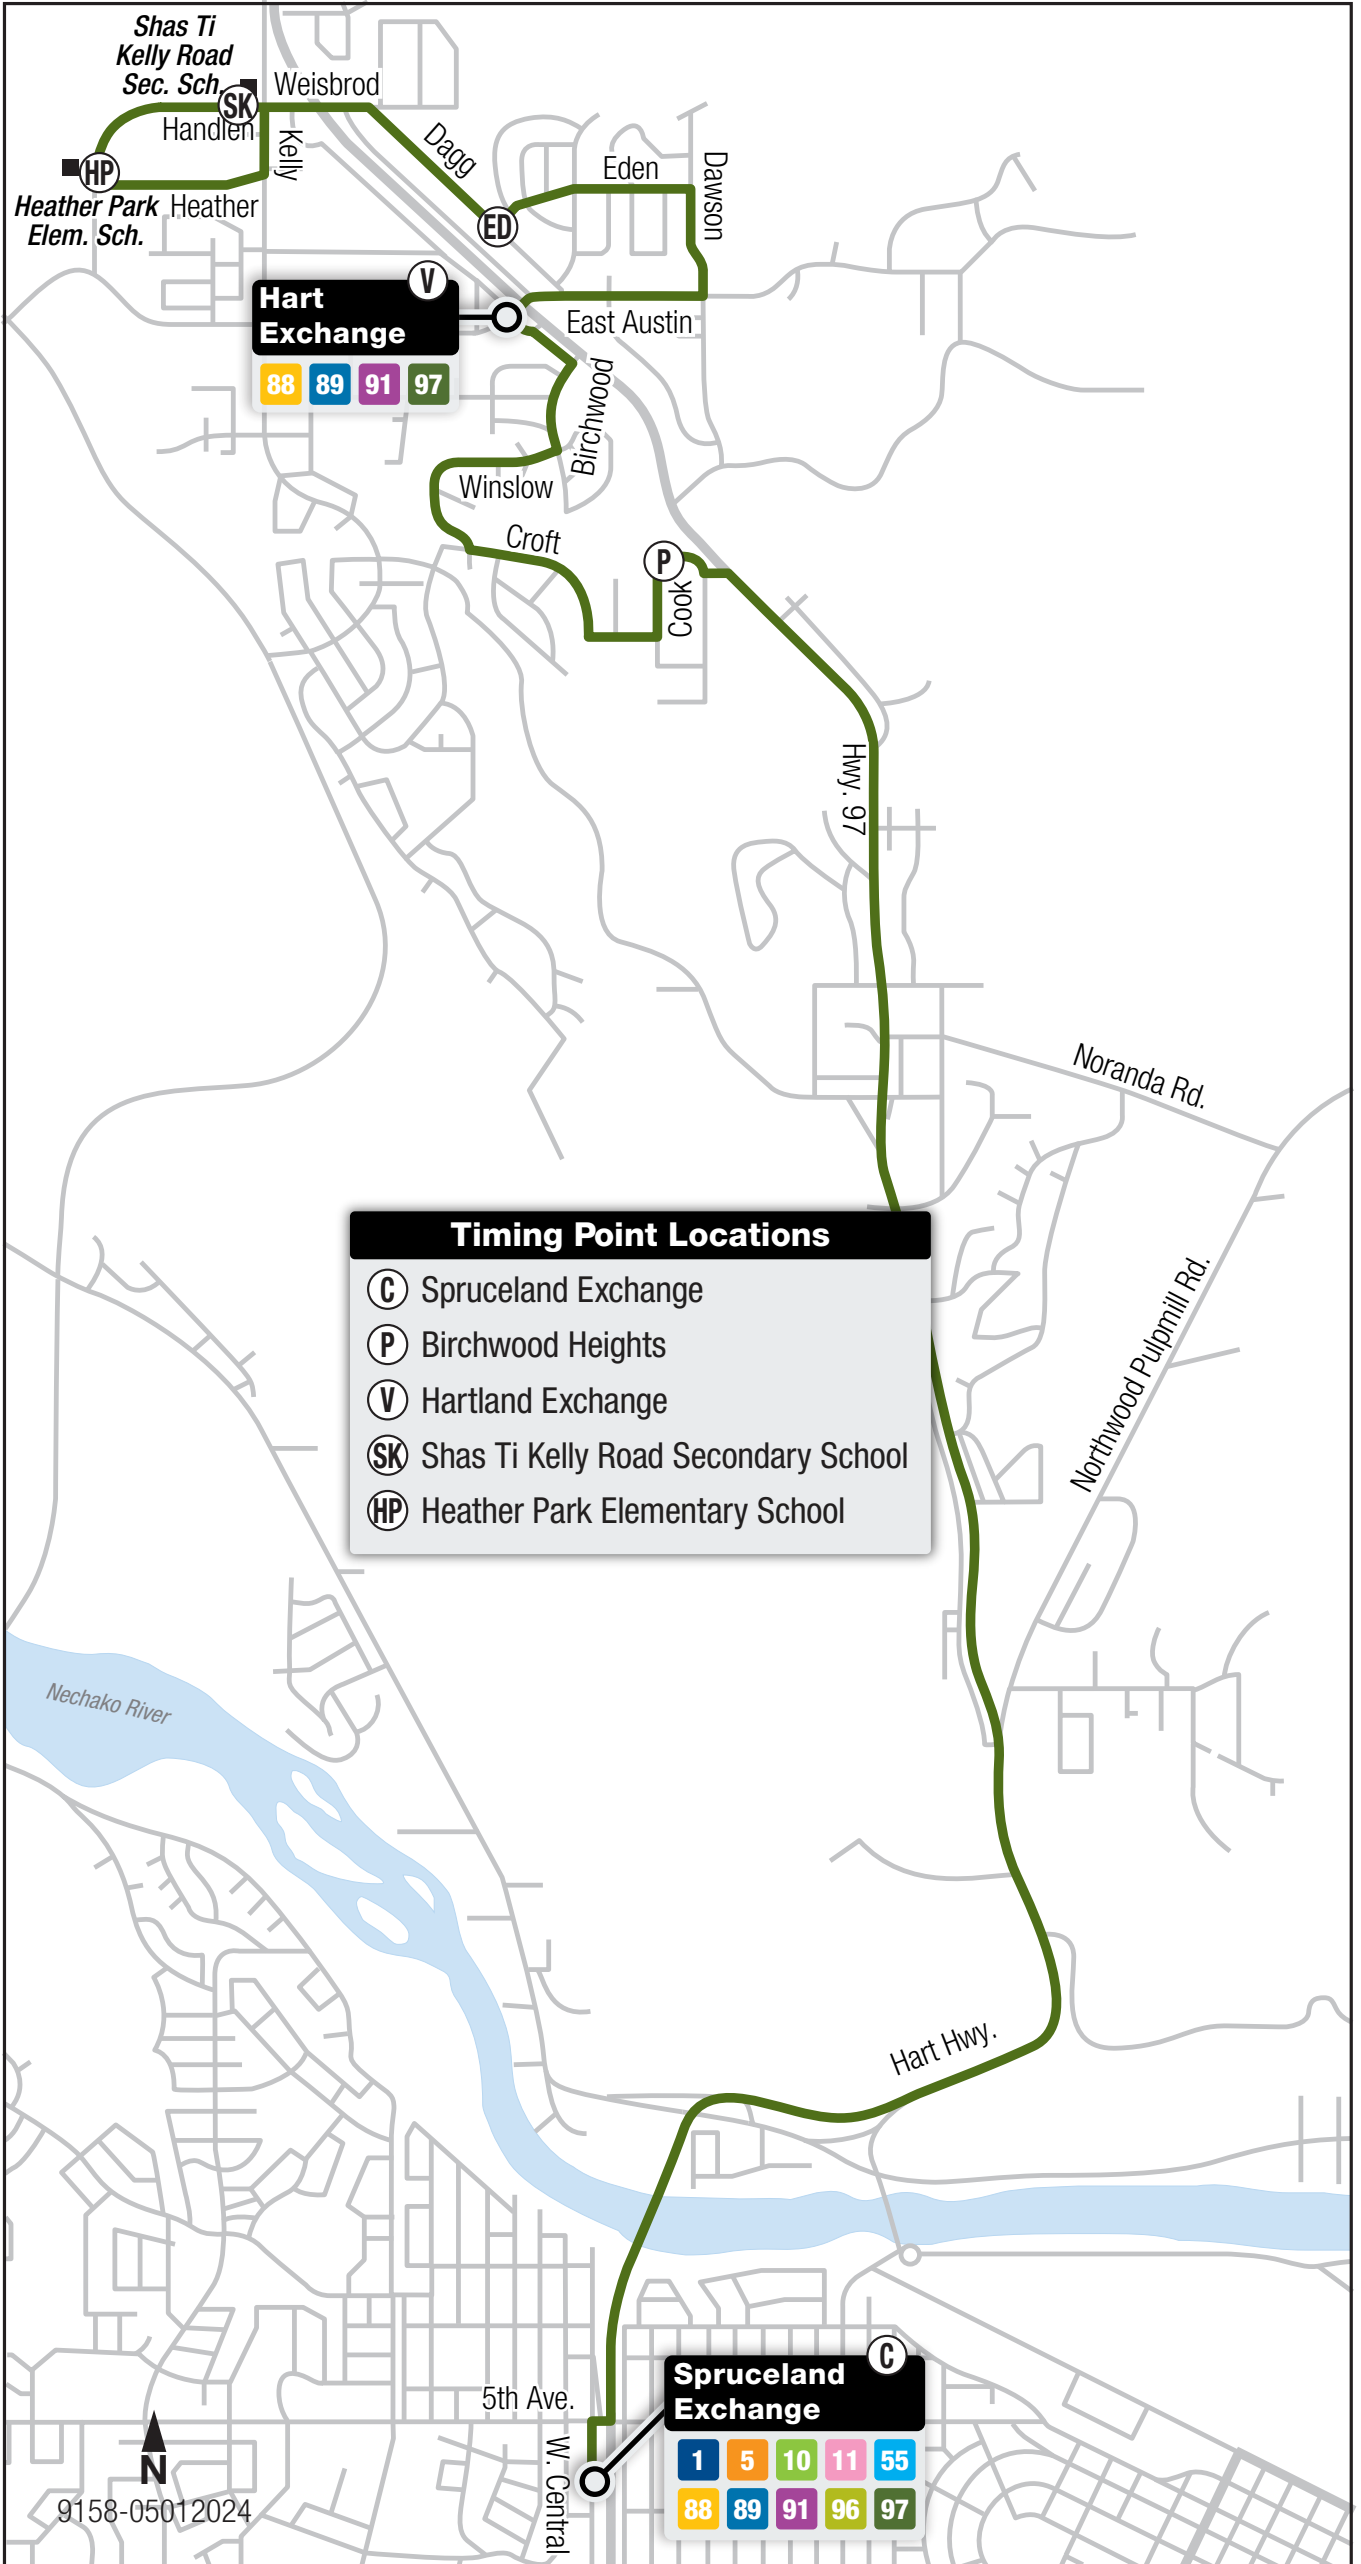 Shas Ti
Kelly Road
Sec. Sch.
SK
Weisbrod
Handlen
Kelly
HP
Heather Park
Elem. Sch.
Heather
Dagg
Eden
Dawson
ED
V
Hart
Exchange
88 89 91 97
East Austin
Birchwood
Winslow
Croft
P
Cook
Hwy. 97
Noranda Rd.
Northwood Pulpmill Rd.
Timing Point Locations
C Spruceland Exchange
P Birchwood Heights
V Hartland Exchange
SK Shas Ti Kelly Road Secondary School
HP Heather Park Elementary School
Nechako River
Hart Hwy.
5th Ave.
W. Central
C
Spruceland
Exchange
1 5 10 11 55
88 89 91 96 97
N
9158-05012024